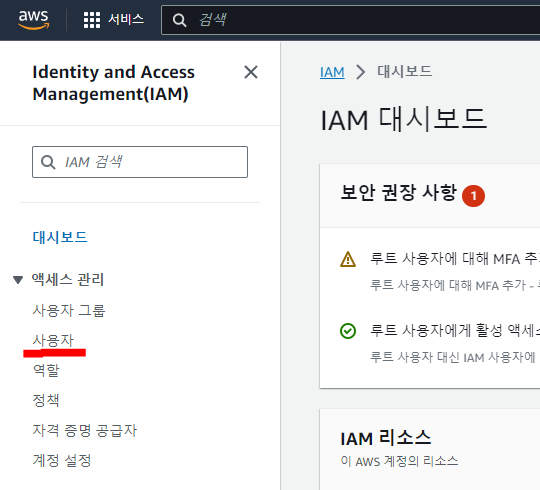 aws
서비스
검색
Identity and Access
Management(IAM)
IAM 검색
대시보드
액세스 관리
사용자 그룹
사용자
역할
정책
자격 증명 공급자
계정 설정
IAM > 대시보드
IAM 대시보드
보안 권장 사항 1
루트 사용자에 대해 MFA 추
루트 사용자에 대해 MFA 추가 - 루
루트 사용자에게 활성 액세스
루트 사용자 대신 IAM 사용자에
IAM 리소스
이 AWS 계정의 리소스